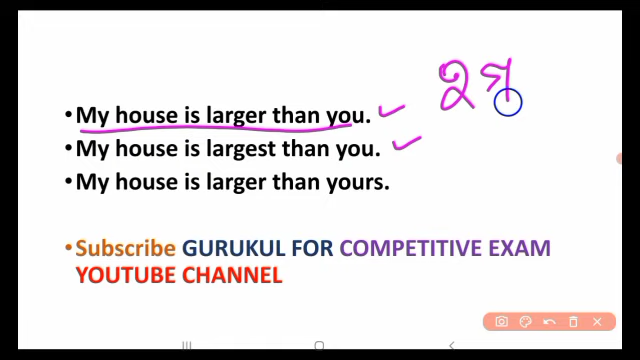 • My house is larger than you.
• My house is largest than you.
• My house is larger than yours.
• Subscribe GURUKUL FOR COMPETITIVE EXAM
YOUTUBE CHANNEL